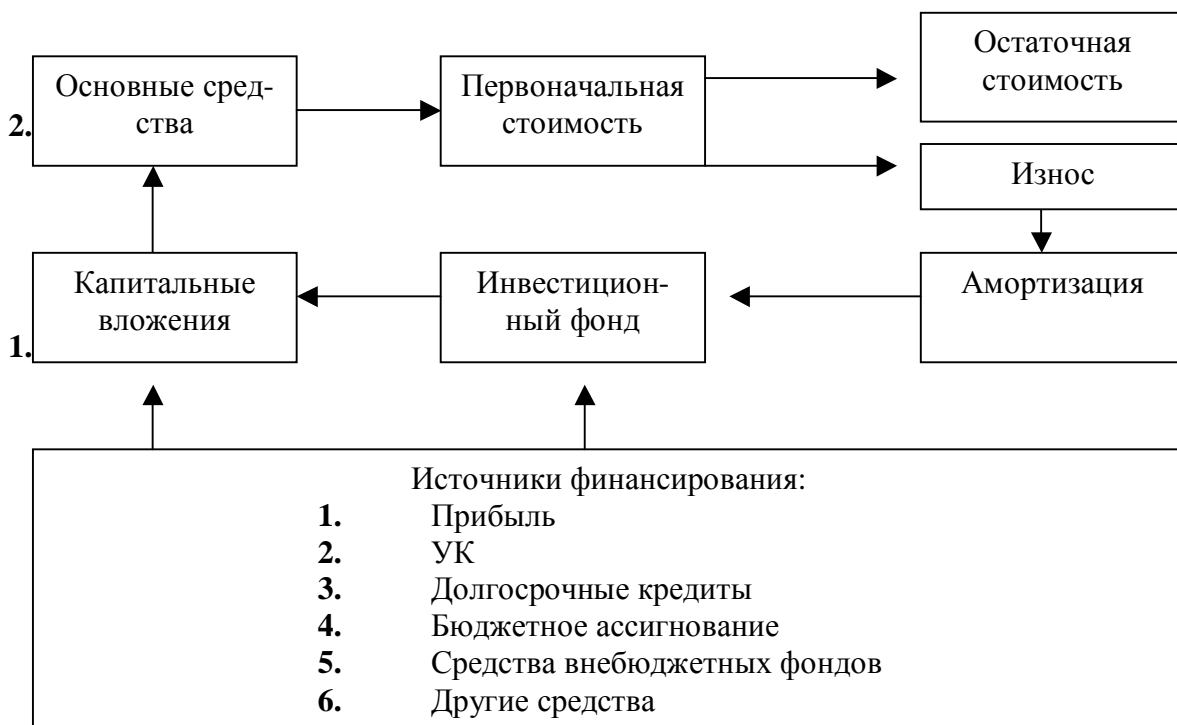 Остаточная
стоимость
Основные сред-
ства
Первоначальная
стоимость
2.
Износ
Капитальные
вложения
Инвестицион-
ный фонд
Амортизация
1.
Источники финансирования:
1. Прибыль
2. УК
3. Долгосрочные кредиты
4. Бюджетное ассигнование
5. Средства внебюджетных фондов
6. Другие средства